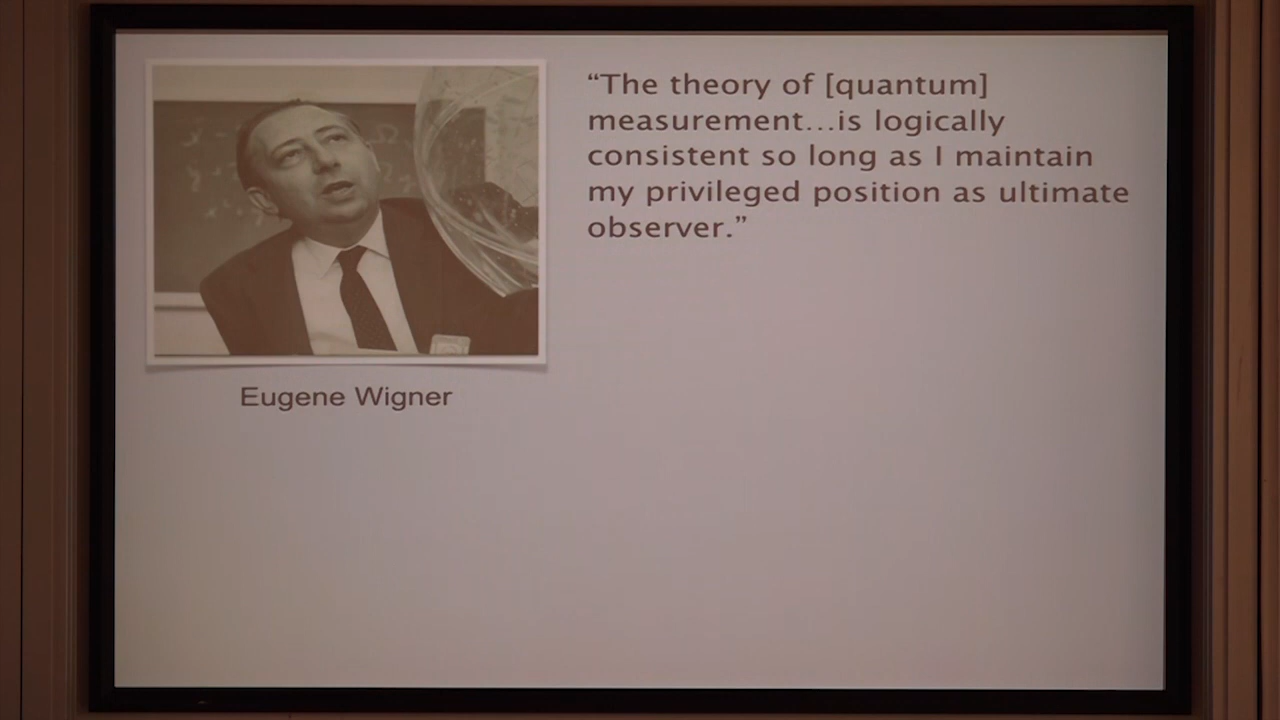 “The theory of [quantum]
measurement...is logically
consistent so long as I maintain
my privileged position as ultimate
observer.”
Eugene Wigner